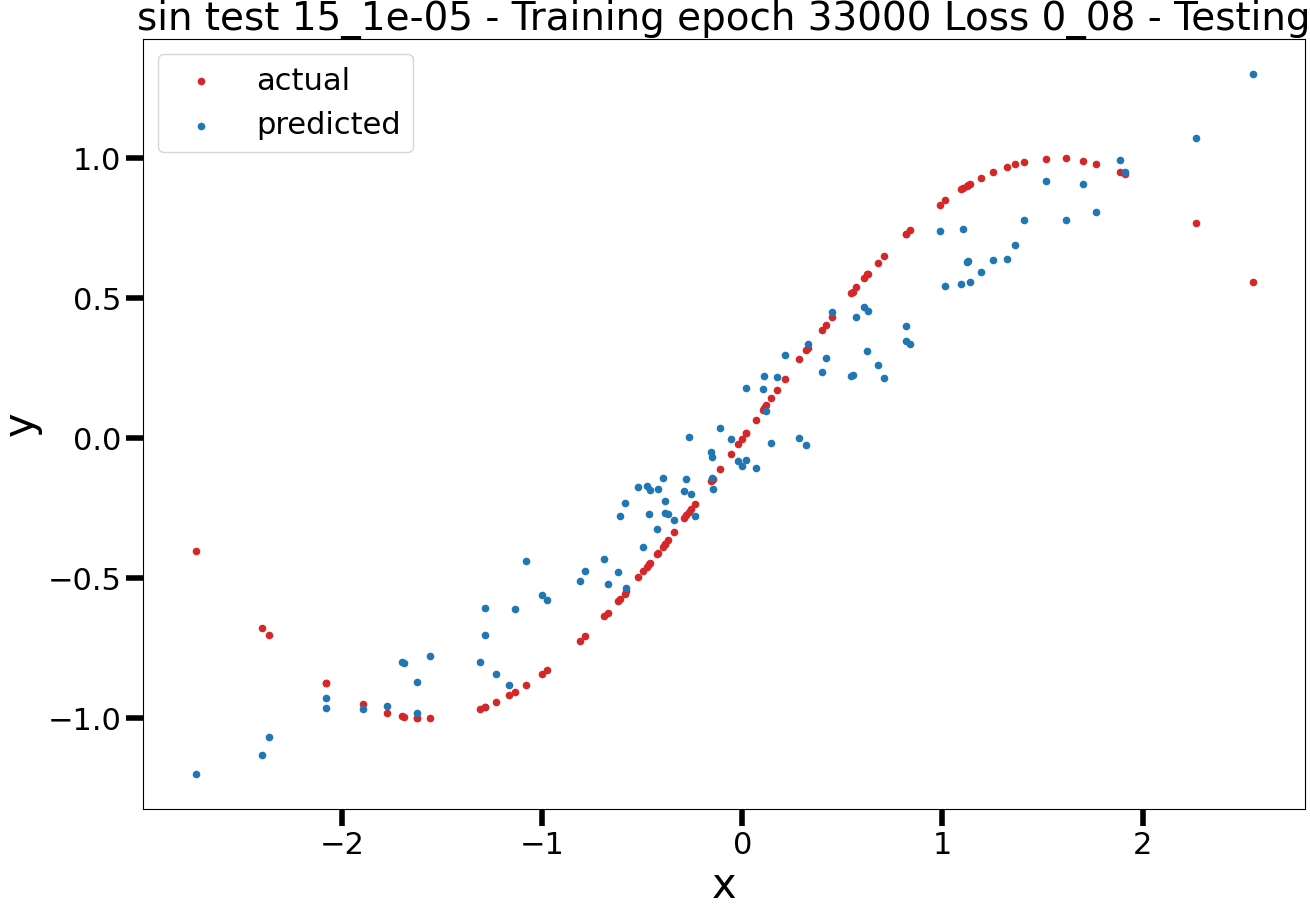 sin test 15_1e-05 - Training epoch 33000 Loss 0_08 - Testing
actual
predicted
1.0
0.5
0.0
−0.5
−1.0
y
−2
−1
0
1
2
x